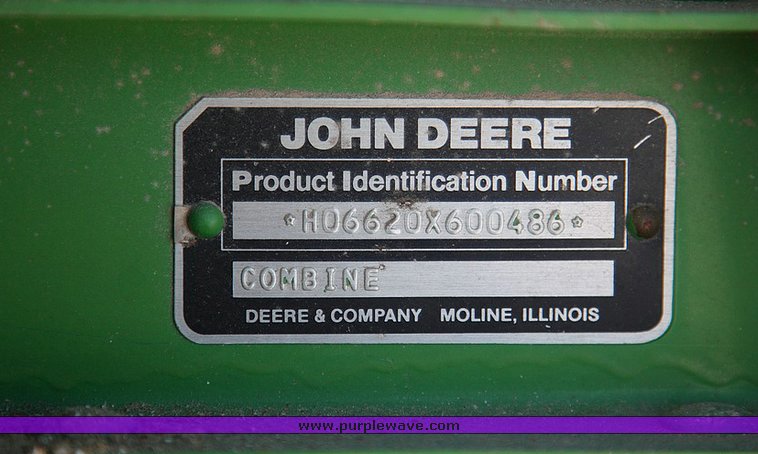 JOHN DEERE
Product Identification Number
*H06620X600486*
COMBINE
DEERE & COMPANY MOLINE, ILLINOIS
www.purplewave.com